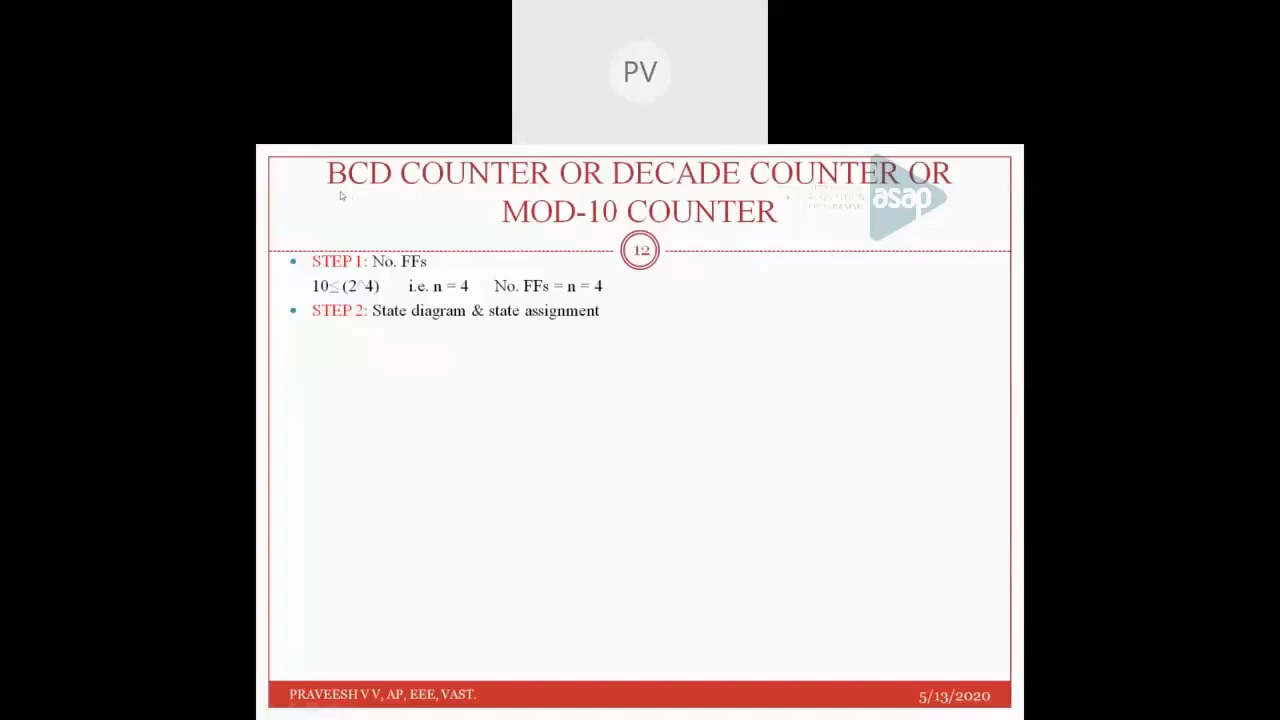 PV
BCD COUNTER OR DECADE COUNTER OR
MOD-10 COUNTER
asap
12
• STEP 1: No. FFs
10≤(2^4) i.e. n = 4 No. FFs = n = 4
• STEP 2: State diagram & state assignment
PRAVEESH V V, AP, EEE, VAST.
5/13/2020